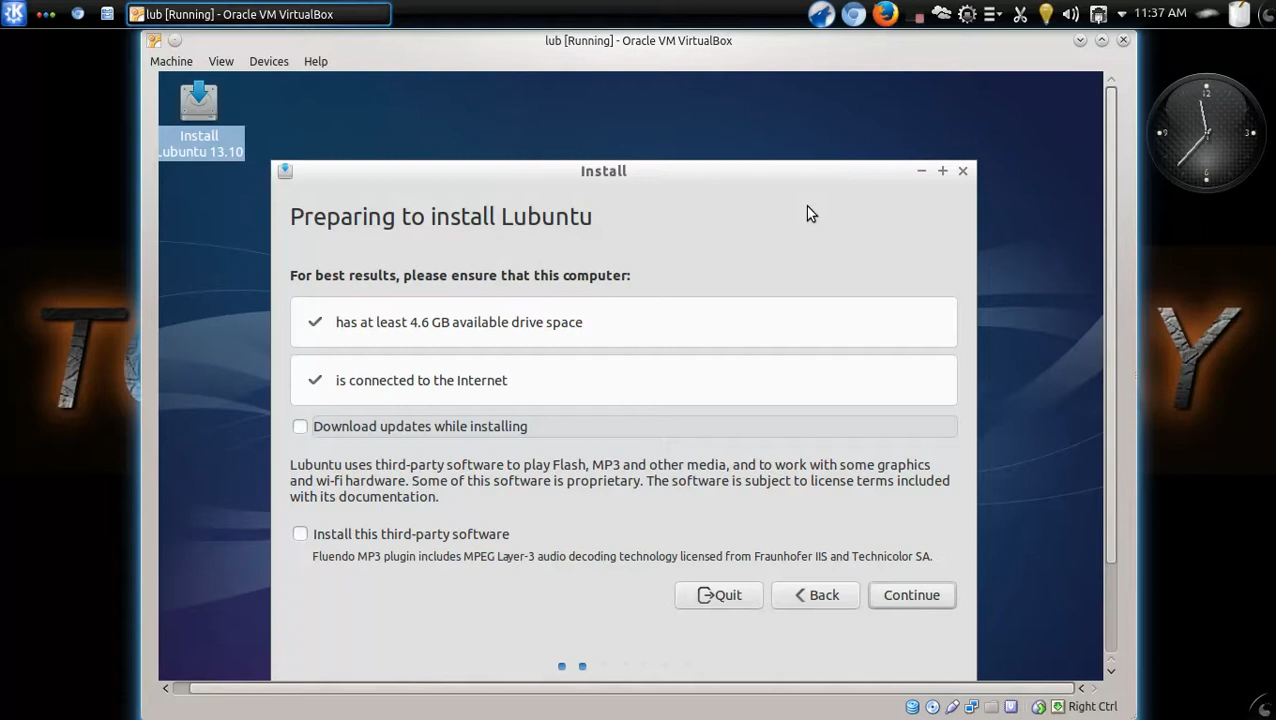 lub [Running] - Oracle VM VirtualBox
11:37 AM
lub [Running] - Oracle VM VirtualBox
Machine View Devices Help
Install
Lubuntu 13.10
Install
Preparing to install Lubuntu
For best results, please ensure that this computer:
has at least 4.6 GB available drive space
is connected to the Internet
Download updates while installing
Lubuntu uses third-party software to play Flash, MP3 and other media, and to work with some graphics
and wi-fi hardware. Some of this software is proprietary. The software is subject to license terms included
with its documentation.
Install this third-party software
Fluendo MP3 plugin includes MPEG Layer-3 audio decoding technology licensed from Fraunhofer IIS and Technicolor SA.
Quit Back Continue
Right Ctrl
12
9 3
6
T
Y